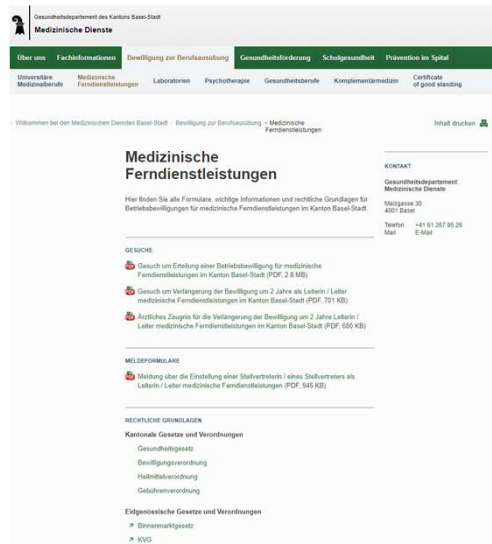 Gesundheitsdepartement des Kantons Basel-Stadt
Medizinische Dienste
Über uns Fachinformationen Bewilligung zur Berufsausübung Gesundheitsförderung Schulgesundheit Prävention im Spital
Universitäre Medizinalberufe
Medizinische Ferndienstleistungen
Laboratorien
Psychotherapie
Gesundheitsberufe
Komplementärmedizin
Certificate of good standing
Willkommen bei den Medizinischen Diensten Basel-Stadt Bewilligung zur Berufsausübung Medizinische
Ferndienstleistungen
Inhalt drucken
Medizinische
Ferndienstleistungen
Hier finden Sie alle Formulare, wichtige Informationen und rechtliche Grundlagen für
Betriebsbewilligungen für medizinische Ferndienstleistungen im Kanton Basel-Stadt.
GESUCHE
Gesuch um Erteilung einer Betriebsbewilligung für medizinische
Ferndienstleistungen im Kanton Basel-Stadt (PDF, 2.8 MB)
Gesuch um Verlängerung der Bewilligung um 2 Jahre als Leiterin / Leiter
medizinische Ferndienstleistungen im Kanton Basel-Stadt (PDF, 701 KB)
Ärztliches Zeugnis für die Verlängerung der Bewilligung um 2 Jahre Leiterin /
Leiter medizinische Ferndienstleistungen im Kanton Basel-Stadt (PDF, 680 KB)
MELDEFORMULARE
Meldung über die Einstellung einer Stellvertreterin / eines Stellvertreters als
Leiterin / Leiter medizinische Ferndienstleistungen (PDF, 945 KB)
RECHTLICHE GRUNDLAGEN
Kantonale Gesetze und Verordnungen
Gesundheitsgesetz
Bewilligungsverordnung
Heilmittelverordnung
Gebührenverordnung
Eidgenössische Gesetze und Verordnungen
Binnenmarktgesetz
KVG
KONTAKT
Gesundheitsdepartement
Medizinische Dienste
Malzgasse 30
4001 Basel
Telefon +41 61 267 95 26
Mail E-Mail